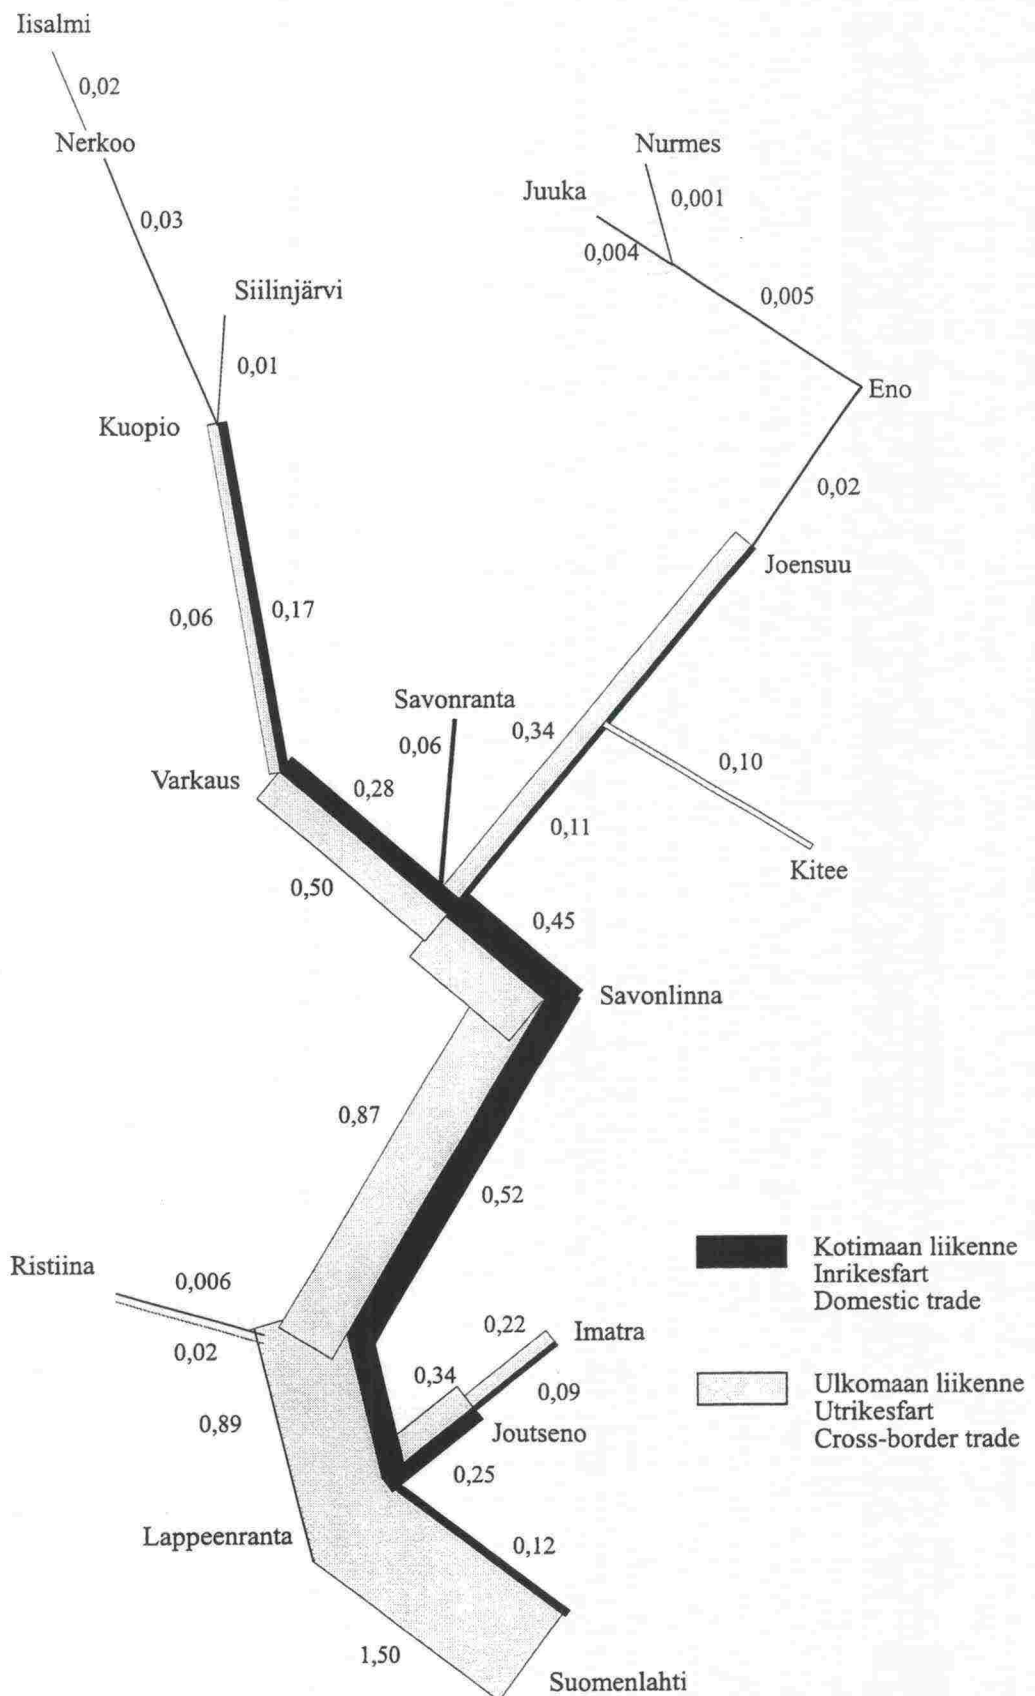 Iisalmi
0,02
Nerkoo
Nurmes
Juuka
0,001
0,03
0,004
Siilinjärvi
0,005
0,01
Eno
Kuopio
0,02
Joensuu
0,06
0,17
Savonranta
0,34
0,06
0,10
Varkaus
0,28
0,11
Kitee
0,50
0,45
Savonlinna
0,87
0,52
Kotimaan liikenne
Inrikesfart
Domestic trade
Ristiina
0,006
0,22
Imatra
0,02
0,34
0,09
Ulkomaan liikenne
Utrikesfart
Cross-border trade
0,89
Joutseno
0,25
Lappeenranta
0,12
1,50
Suomenlahti